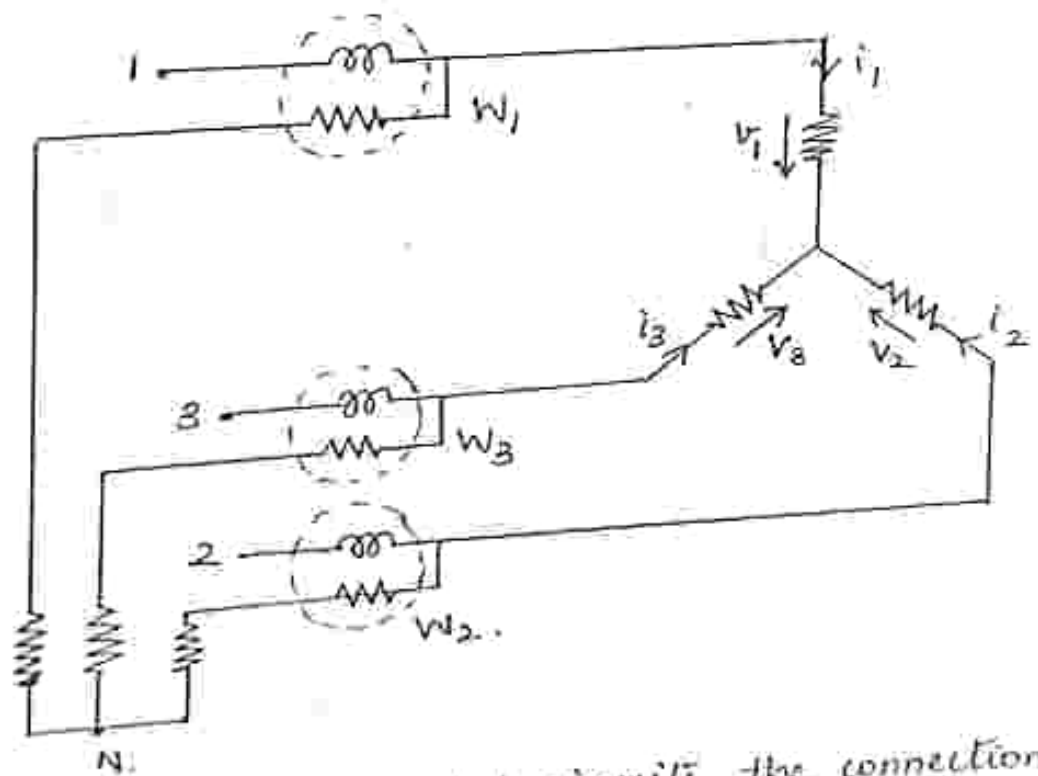 1
W₁
i₁
v₁
i₃
v₃
v₂
i₂
3
W₃
2
W₂.
N.
the connection